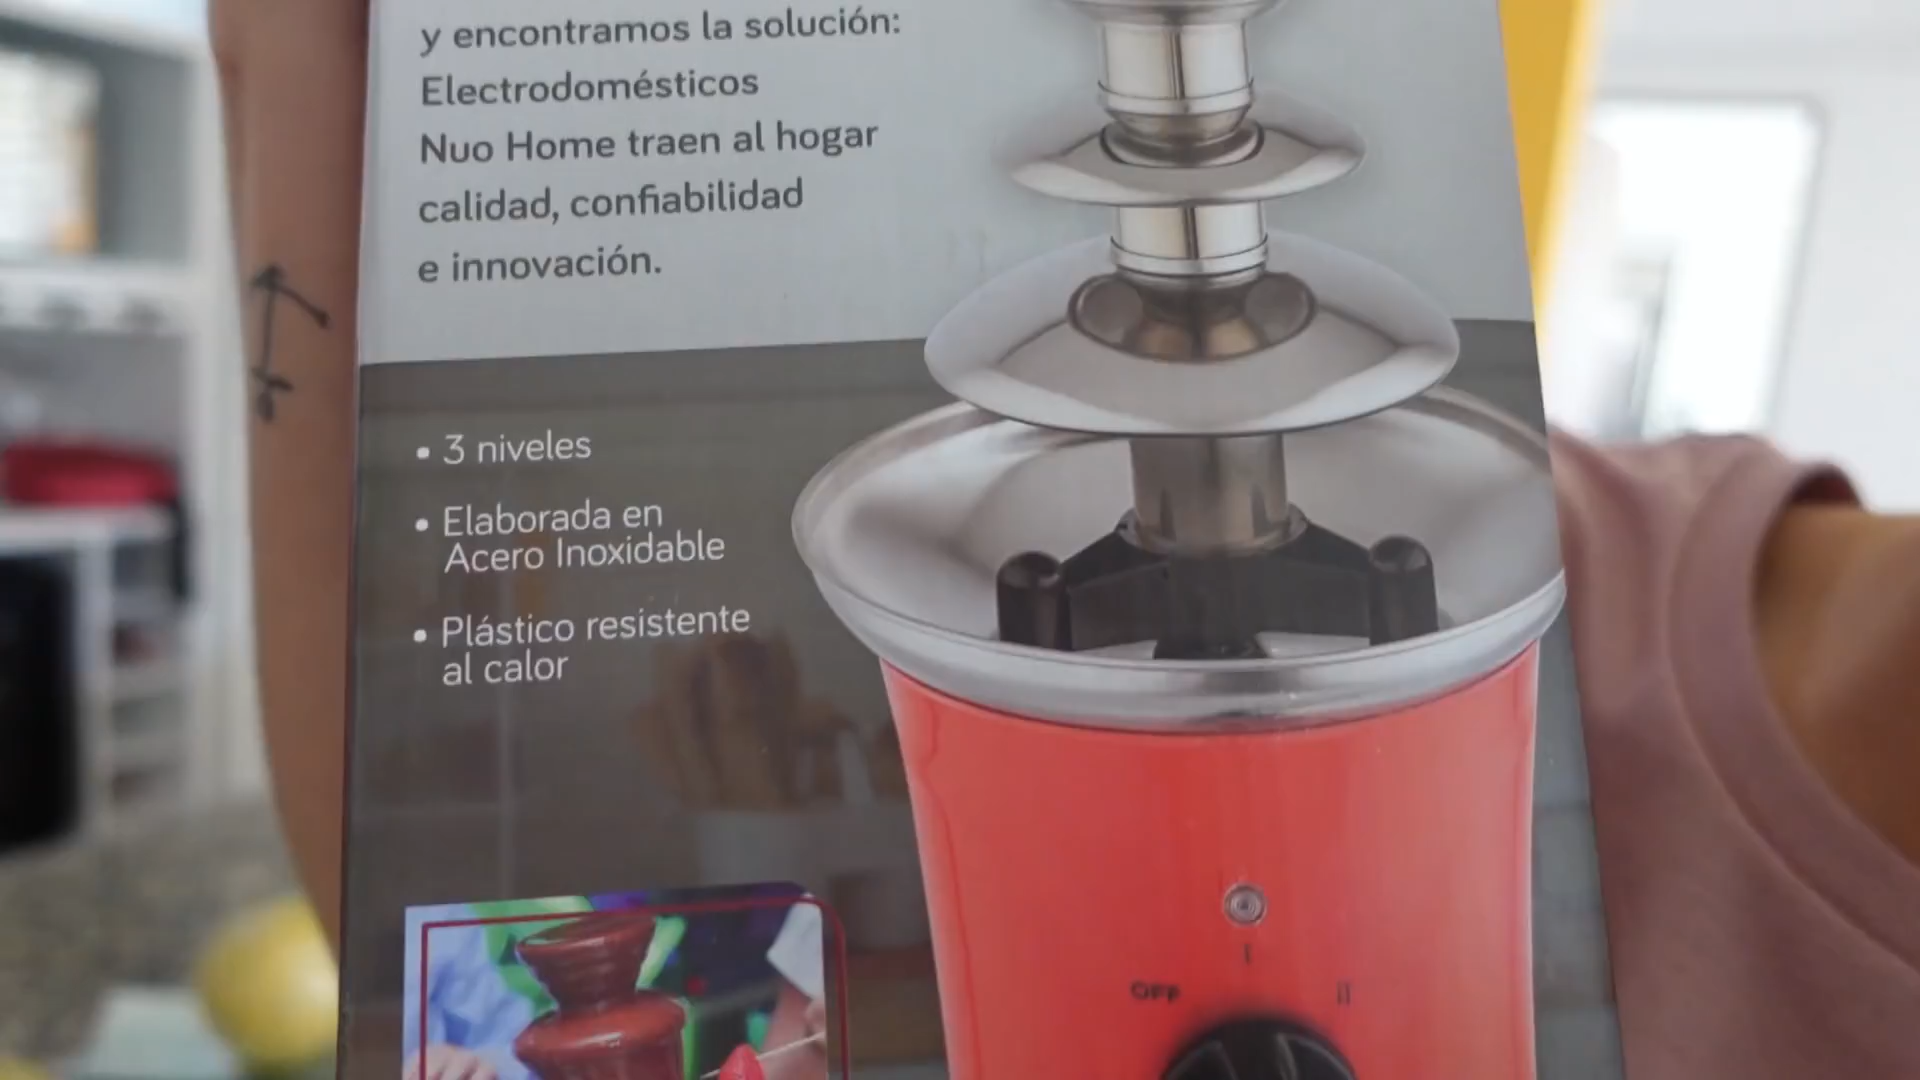 y encontramos la solución:
Electrodomésticos
Nuo Home traen al hogar
calidad, confiabilidad
e innovación.
• 3 niveles
• Elaborada en
Acero Inoxidable
• Plástico resistente
al calor
I
OFF
II